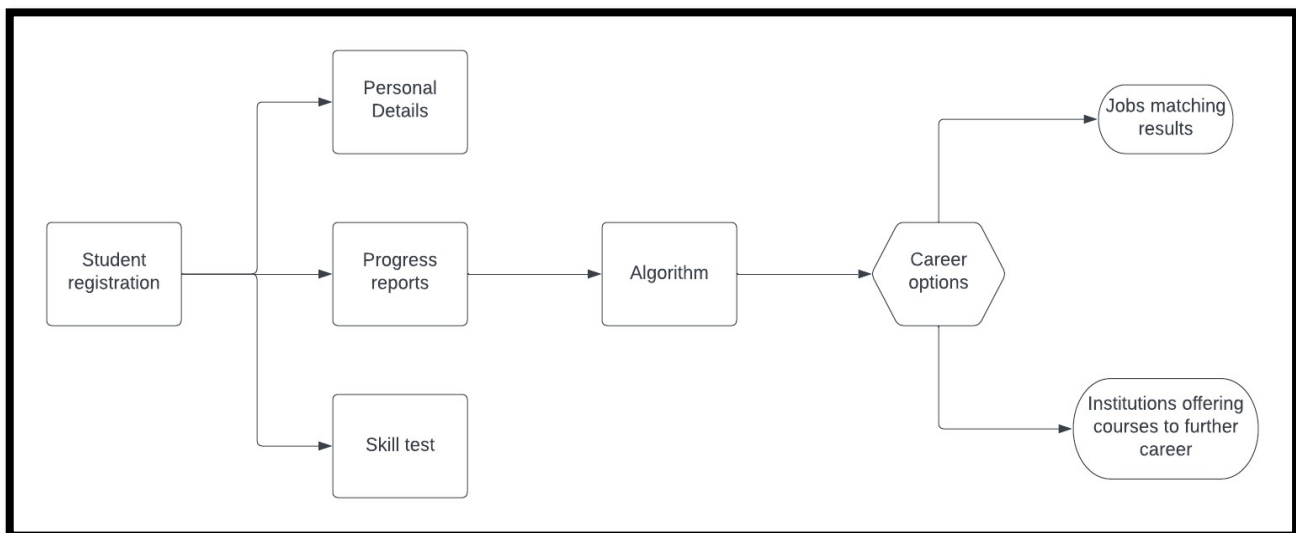 Personal
Details
Jobs matching
results
Student
registration
Progress
reports
Algorithm
Career
options
Skill test
Institutions offering
courses to further
career